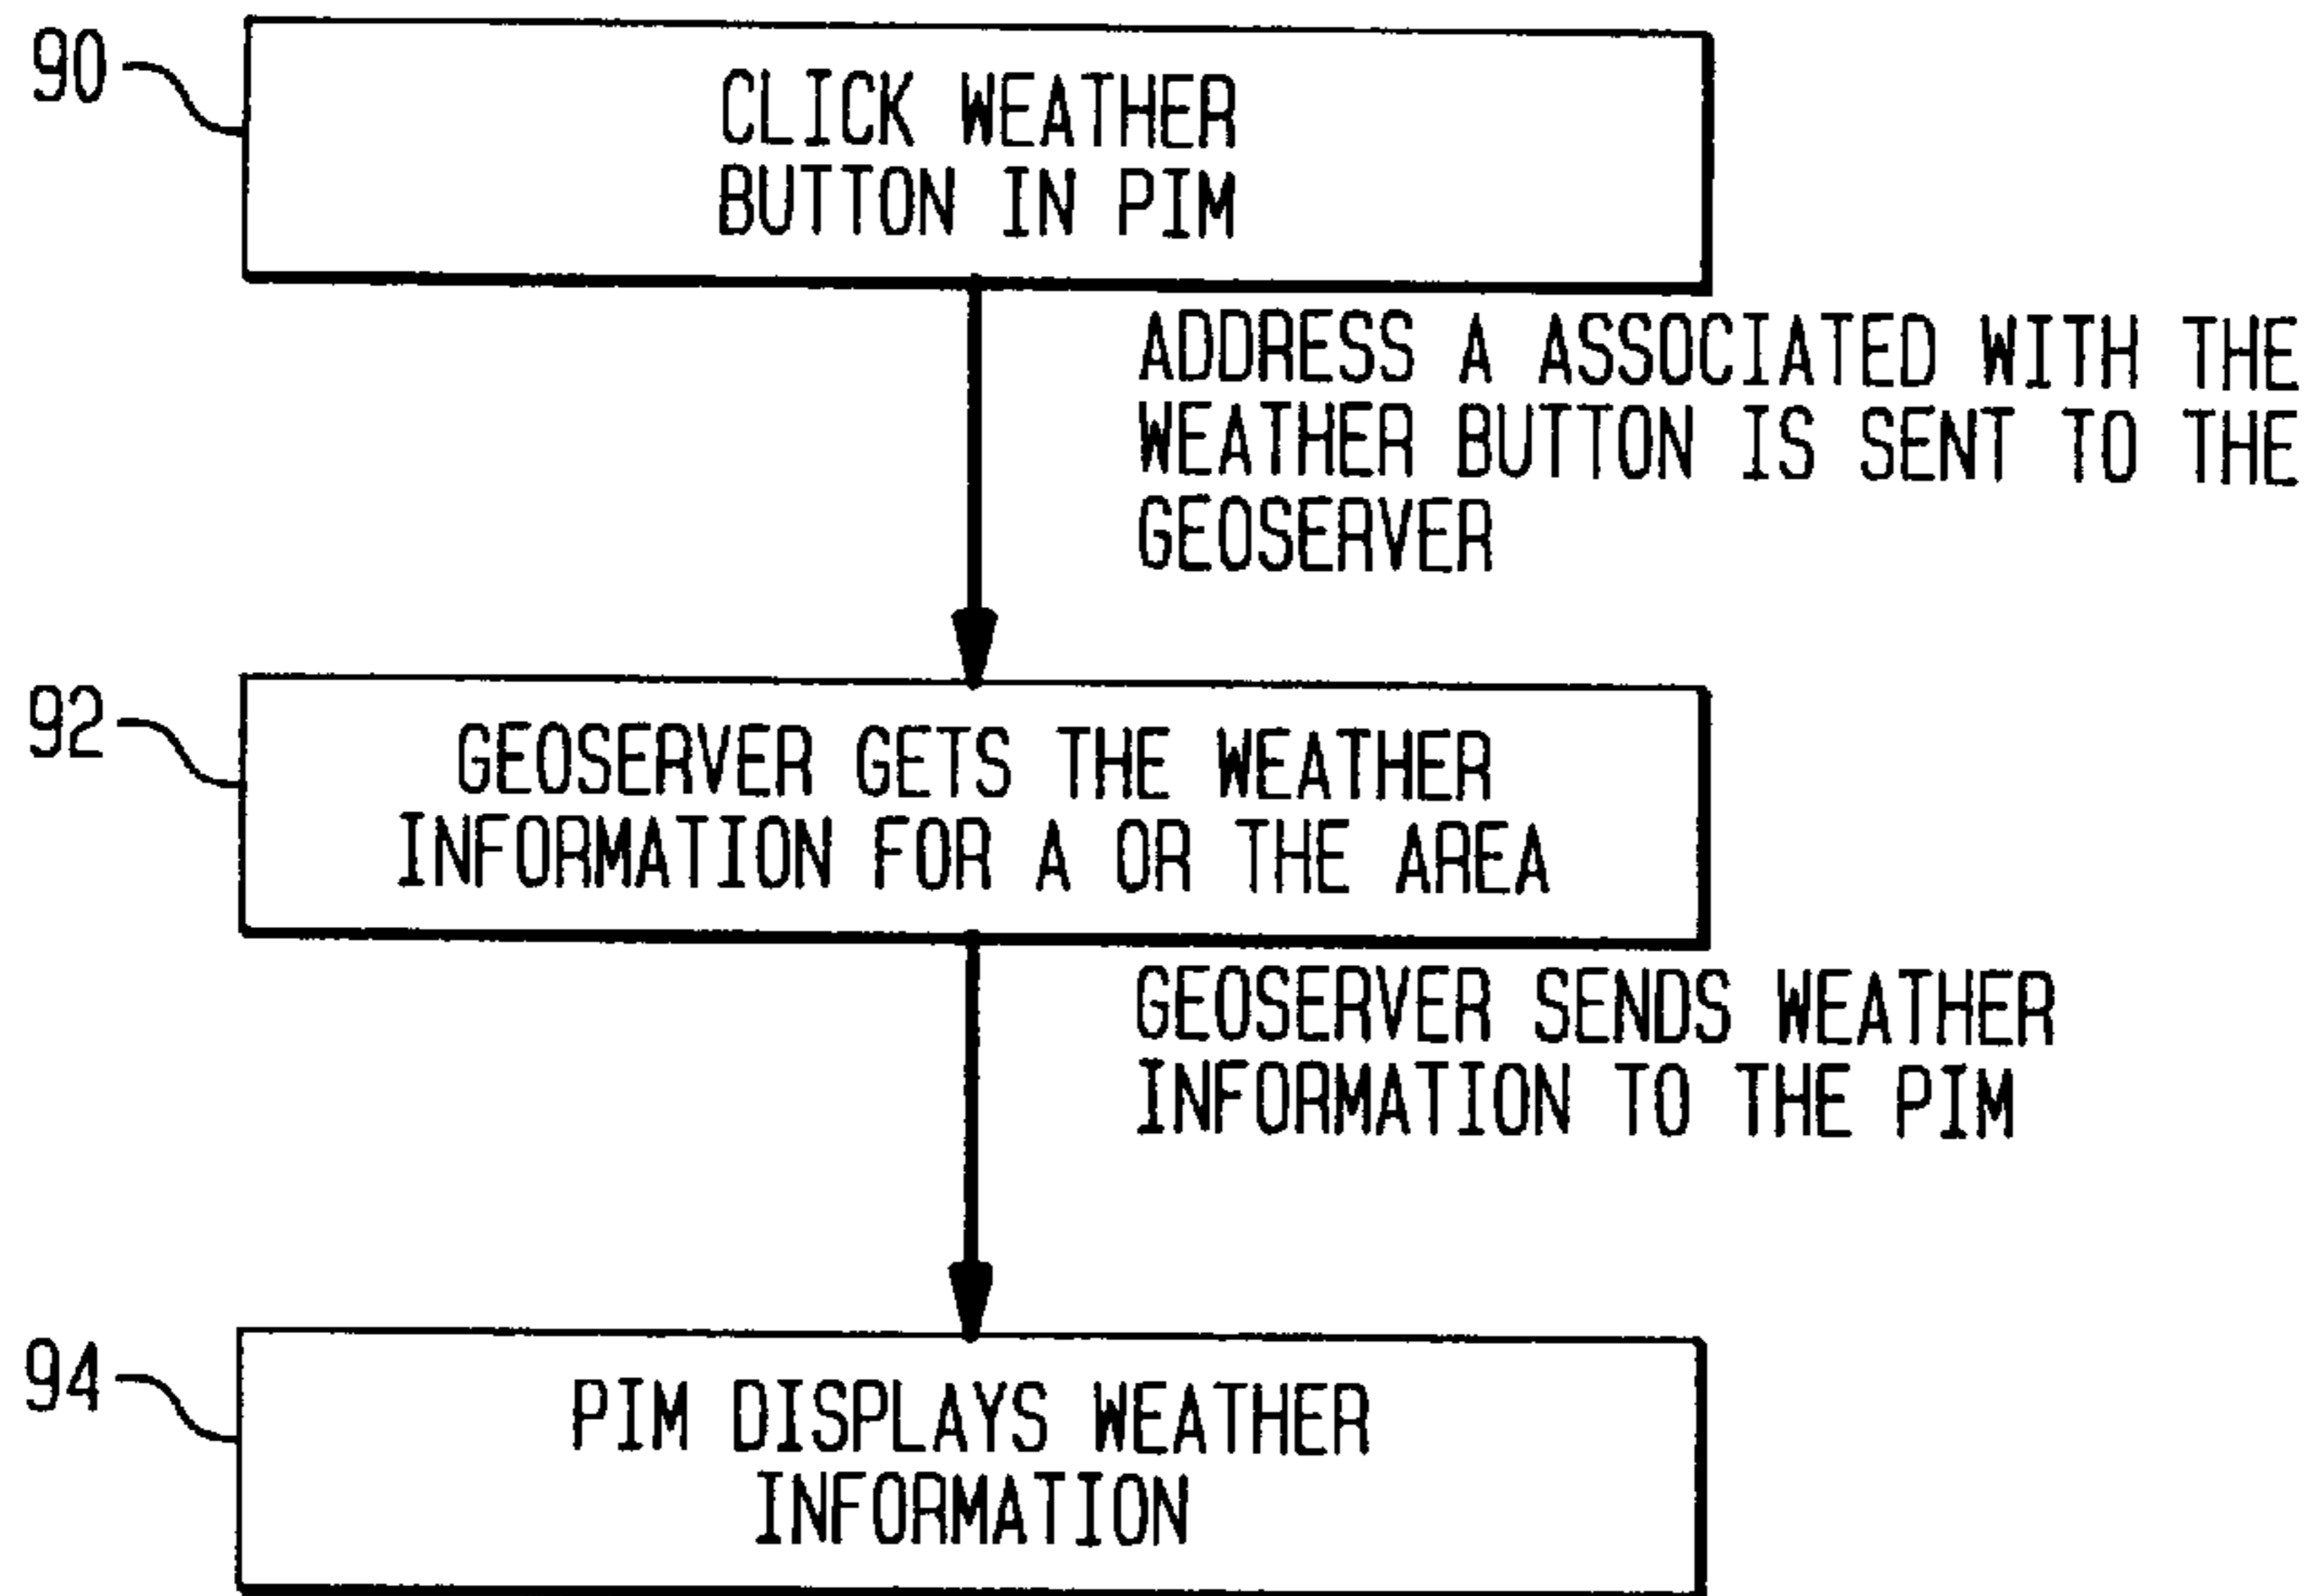 90
CLICK WEATHER
BUTTON IN PIM
ADDRESS A ASSOCIATED WITH THE
WEATHER BUTTON IS SENT TO THE
GEOSERVER
92
GEOSERVER GETS THE WEATHER
INFORMATION FOR A OR THE AREA
GEOSERVER SENDS WEATHER
INFORMATION TO THE PIM
94
PIM DISPLAYS WEATHER
INFORMATION